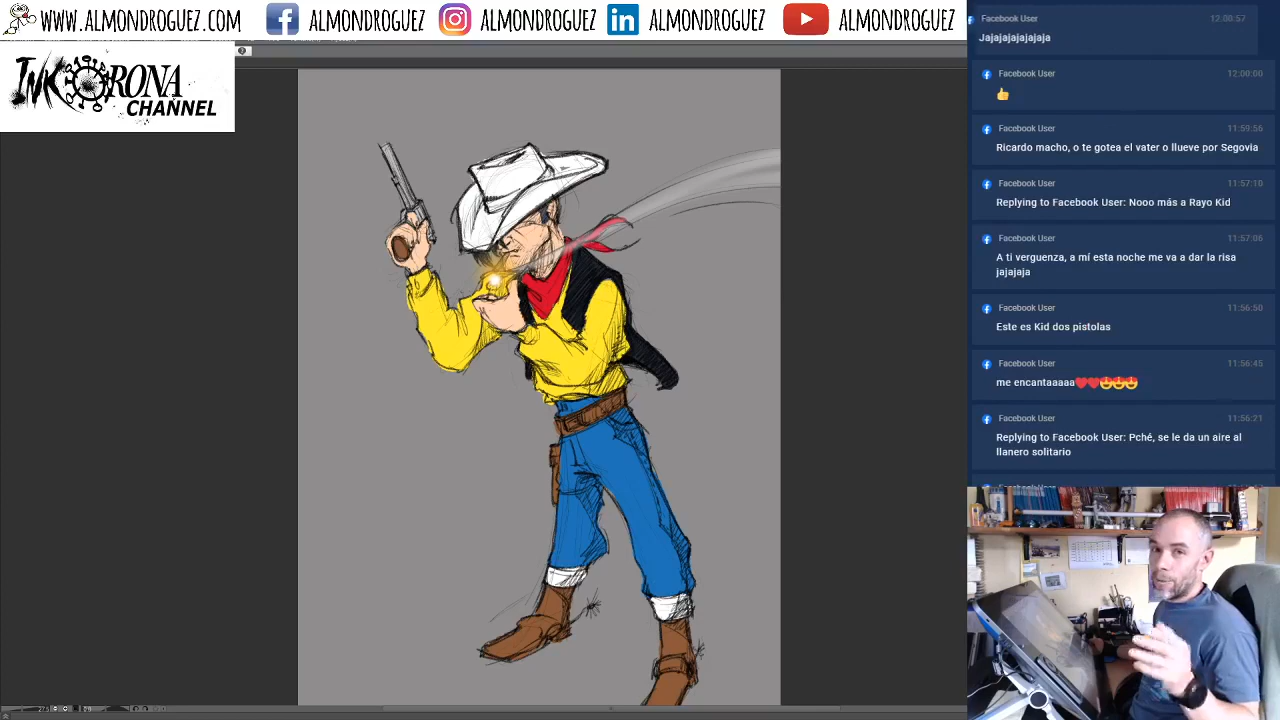 WWW.ALMONDROGUEZ.COM
ALMONDROGUEZ
ALMONDROGUEZ
ALMONDROGUEZ
ALMONDROGUEZ
INKORONA
CHANNEL
Facebook User 12.00:57
Jajajajajajajaja
Facebook User 12.00:00
👍
Facebook User 11:59:56
Ricardo macho, o te gotea el vater o llueve por Segovia
Facebook User 11:57:10
Replying to Facebook User: Nooo más a Rayo Kid
Facebook User 11:57:06
A ti verguenza, a mí esta noche me va a dar la risa
jajajaja
Facebook User 11:56:50
Este es Kid dos pistolas
Facebook User 11:56:45
me encantaaaaa❤️❤️😍😍😍
Facebook User 11:56:21
Replying to Facebook User: Pché, se le da un aire al
llanero solitario